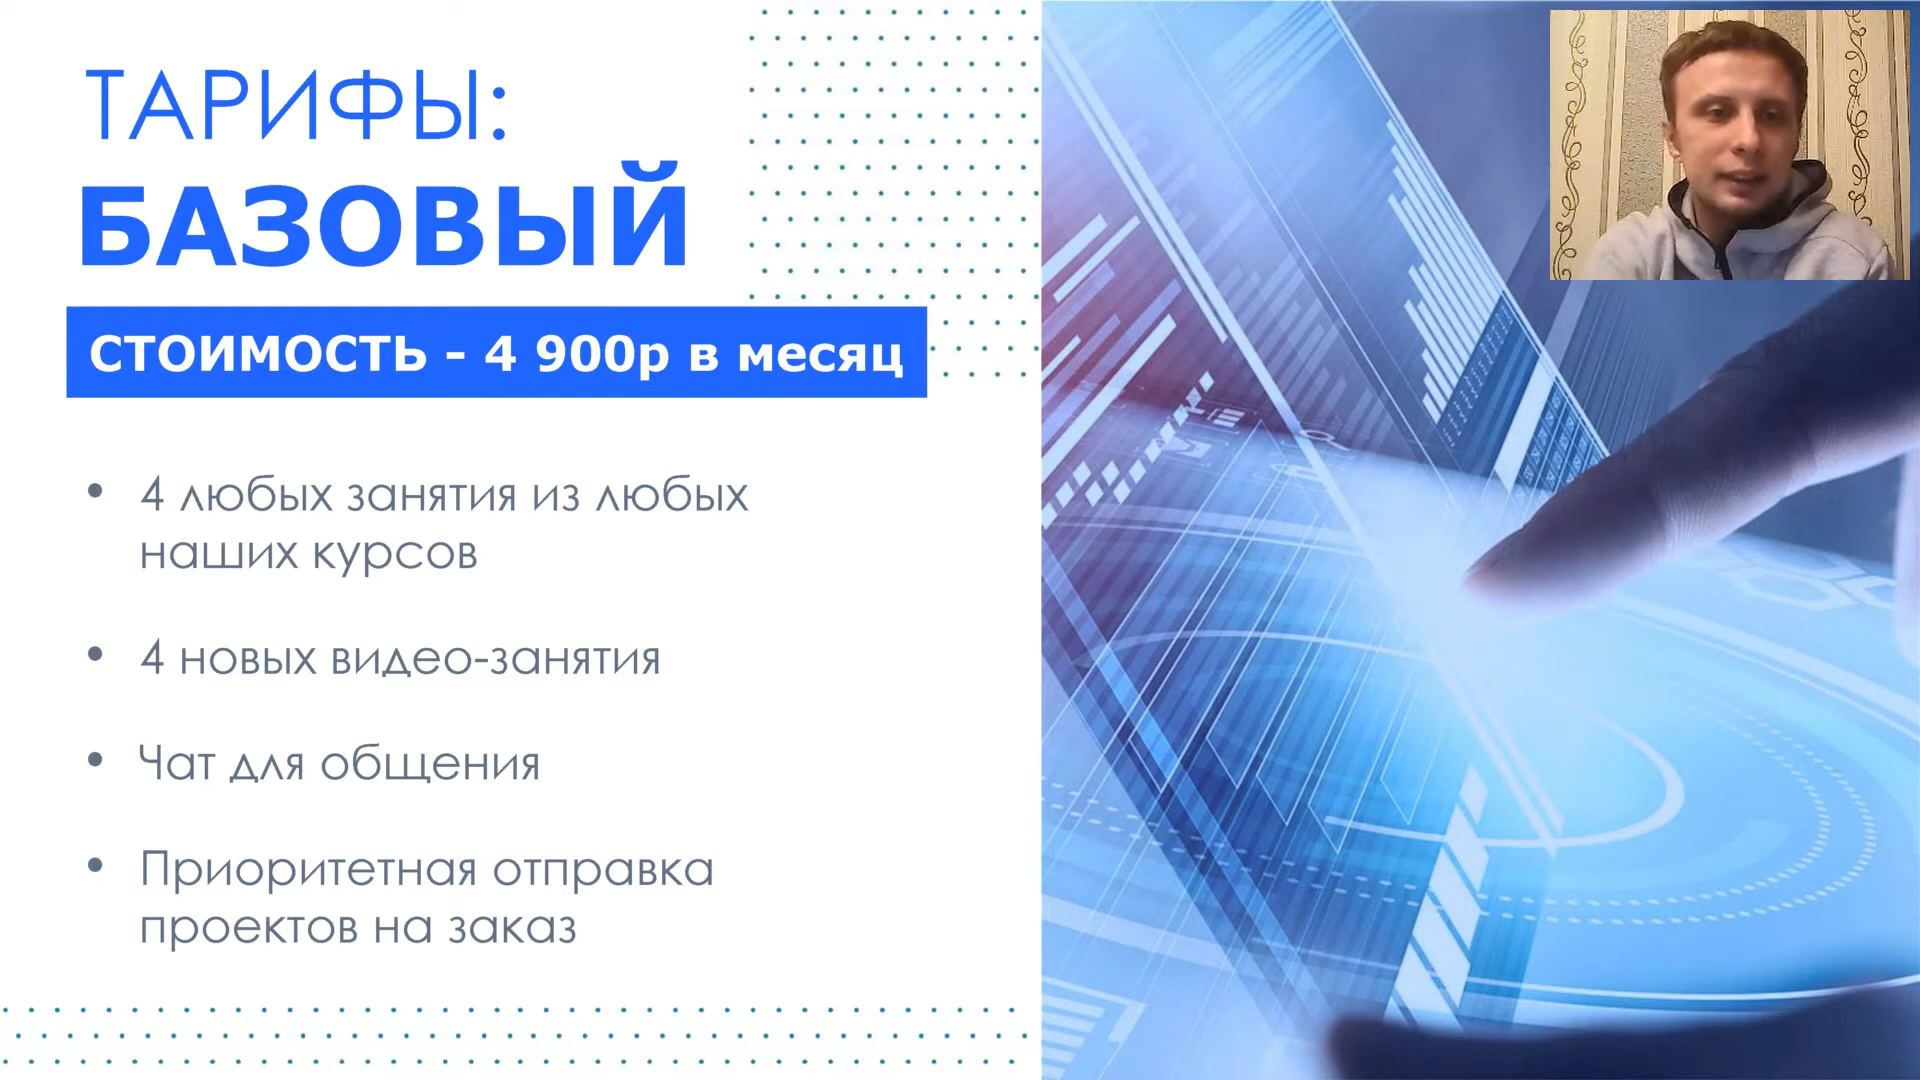 ТАРИФЫ:
БАЗОВЫЙ
СТОИМОСТЬ - 4 900р в месяц
• 4 любых занятия из любых
наших курсов
• 4 новых видео-занятия
• Чат для общения
• Приоритетная отправка
проектов на заказ